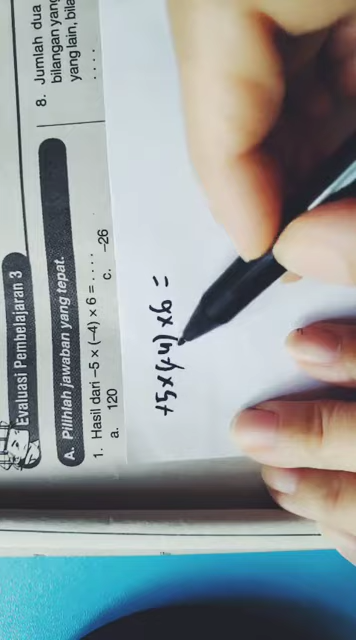 Evaluasi Pembelajaran 3
A. Pilihlah jawaban yang tepat.
1. Hasil dari –5 × (–4) × 6 = . . . .
a. 120
c. –26
8. Jumlah dua
bilangan yang
yang lain, bila
. . . .
+5×(-4)×6 =